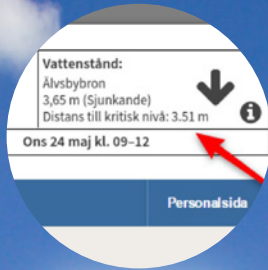 Vattenstånd:
Älvsbybron
3,65 m (Sjunkande)
Distans till kritisk nivå: 3.51 m
Ons 24 maj kl. 09–12
Personalsida